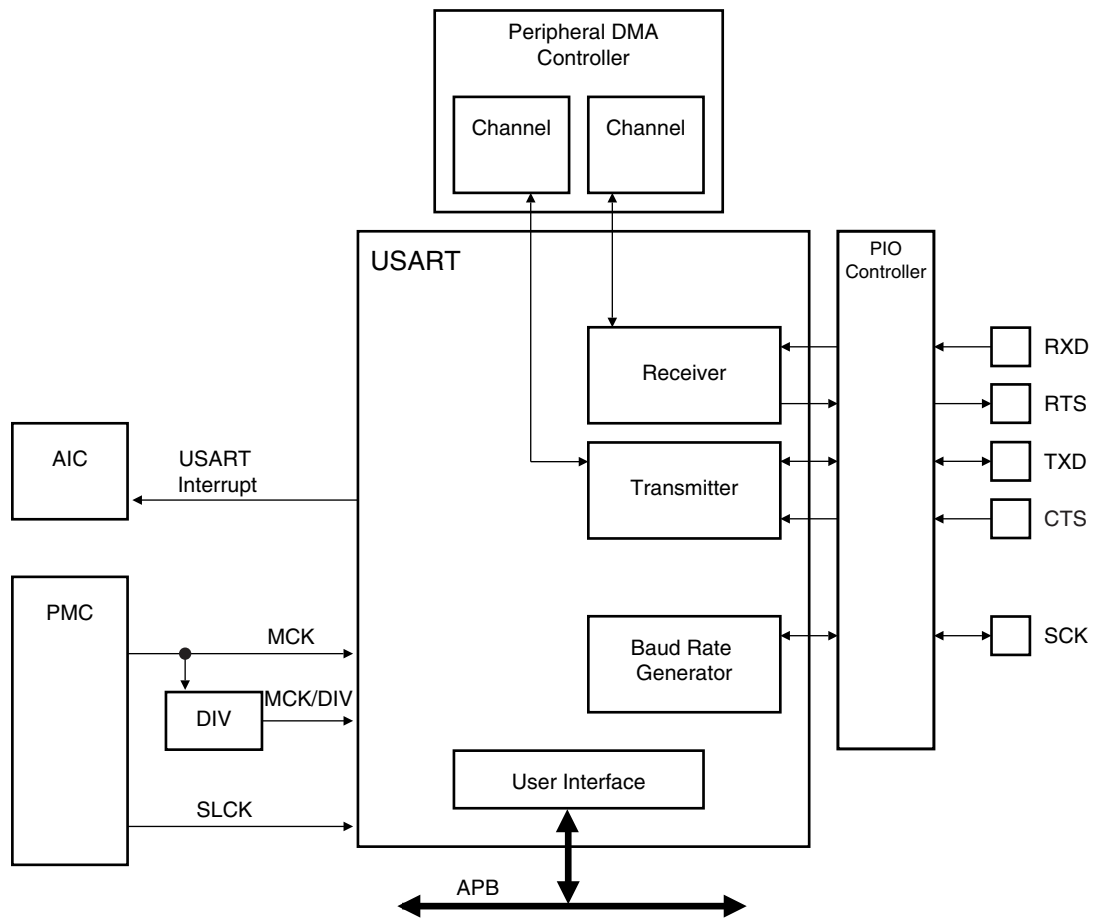 Peripheral DMA
Controller
Channel
Channel
USART
PIO
Controller
Receiver
RXD
RTS
AIC
USART
Interrupt
Transmitter
TXD
CTS
PMC
MCK
Baud Rate
Generator
SCK
DIV
MCK/DIV
User Interface
SLCK
APB